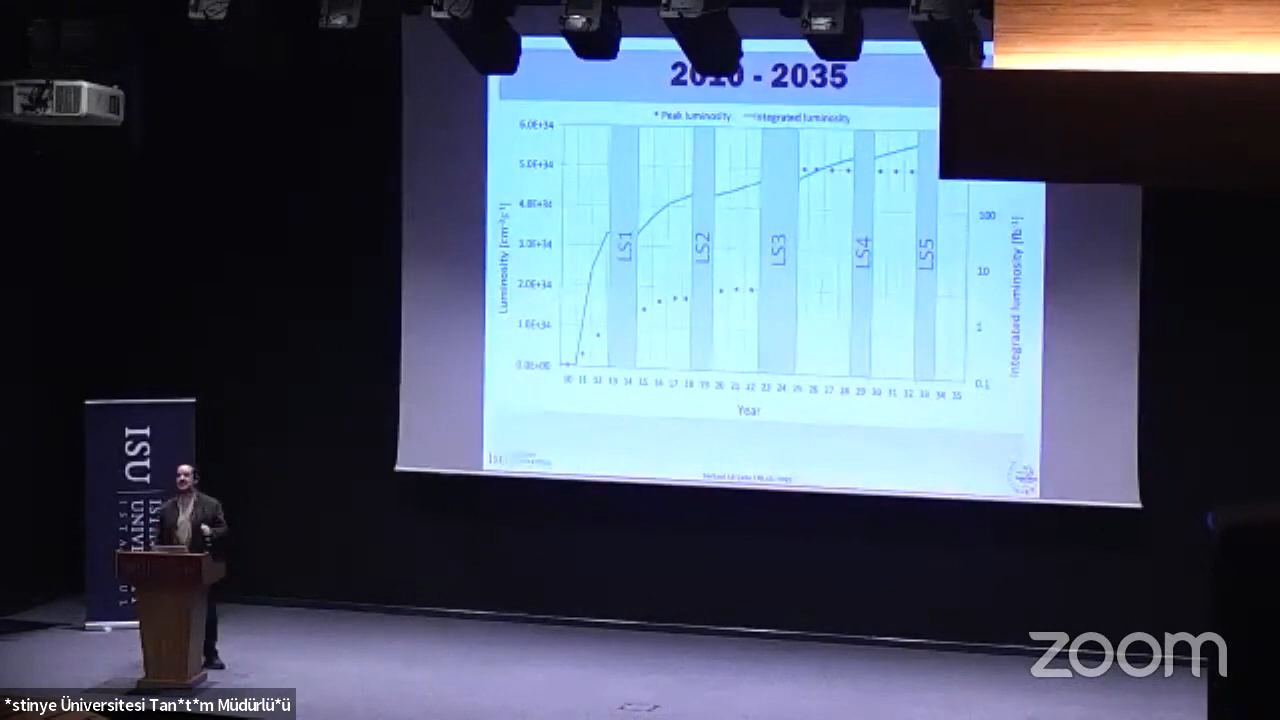 2010 - 2035
* Peak luminosity — Integrated luminosity
6.0E+34
5.0E+34
4.0E+34
3.0E+34
2.0E+34
1.0E+34
0.0E+00
Luminosity [cm⁻²s⁻¹]
LS1
LS2
LS3
LS4
LS5
100
10
1
0.1
Integrated luminosity [fb⁻¹]
10 11 12 13 14 15 16 17 18 19 20 21 22 23 24 25 26 27 28 29 30 31 32 33 34 35
Year
ISU
UNIVE
zoom
*stinye Üniversitesi Tan*t*m Müdürlü*ü